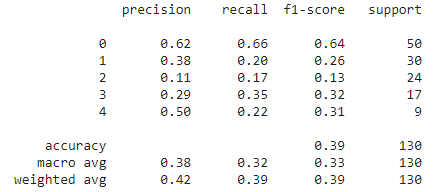 precision recall f1-score support
0 0.62 0.66 0.64 50
1 0.38 0.20 0.26 30
2 0.11 0.17 0.13 24
3 0.29 0.35 0.32 17
4 0.50 0.22 0.31 9
accuracy 0.39 130
macro avg 0.38 0.32 0.33 130
weighted avg 0.42 0.39 0.39 130